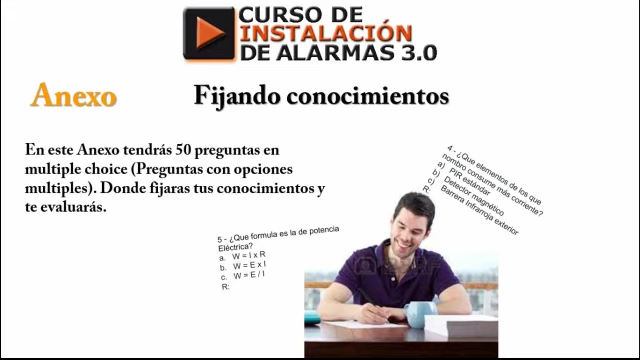 CURSO DE
INSTALACIÓN
DE ALARMAS 3.0
Anexo
Fijando conocimientos
En este Anexo tendrás 50 preguntas en
multiple choice (Preguntas con opciones
multiples). Donde fijaras tus conocimientos y
te evaluarás.
4 - ¿Que elementos de los que
nombro consume más corriente?
a) PIR estándar
b) Detector magnético
c) Barrera Infrarroja exterior
R:
5 - ¿Que formula es la de potencia
Eléctrica?
a. W = I x R
b. W = E x I
c. W = E / I
R: